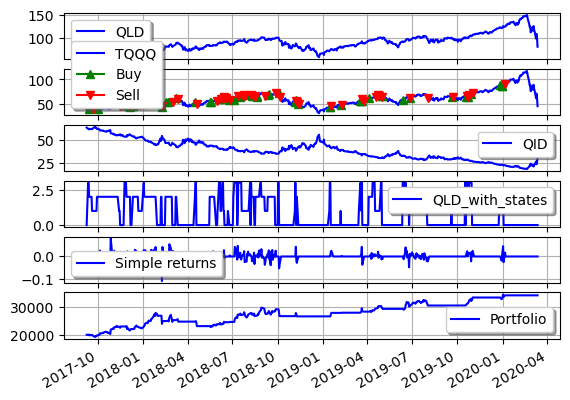 150
100
QLD
TQQQ
Buy
Sell
100
50
50
25
QID
2.5
0.0
QLD_with_states
0.0
−0.1
Simple returns
30000
20000
Portfolio
2017-10
2018-01
2018-04
2018-07
2018-10
2019-01
2019-04
2019-07
2019-10
2020-01
2020-04